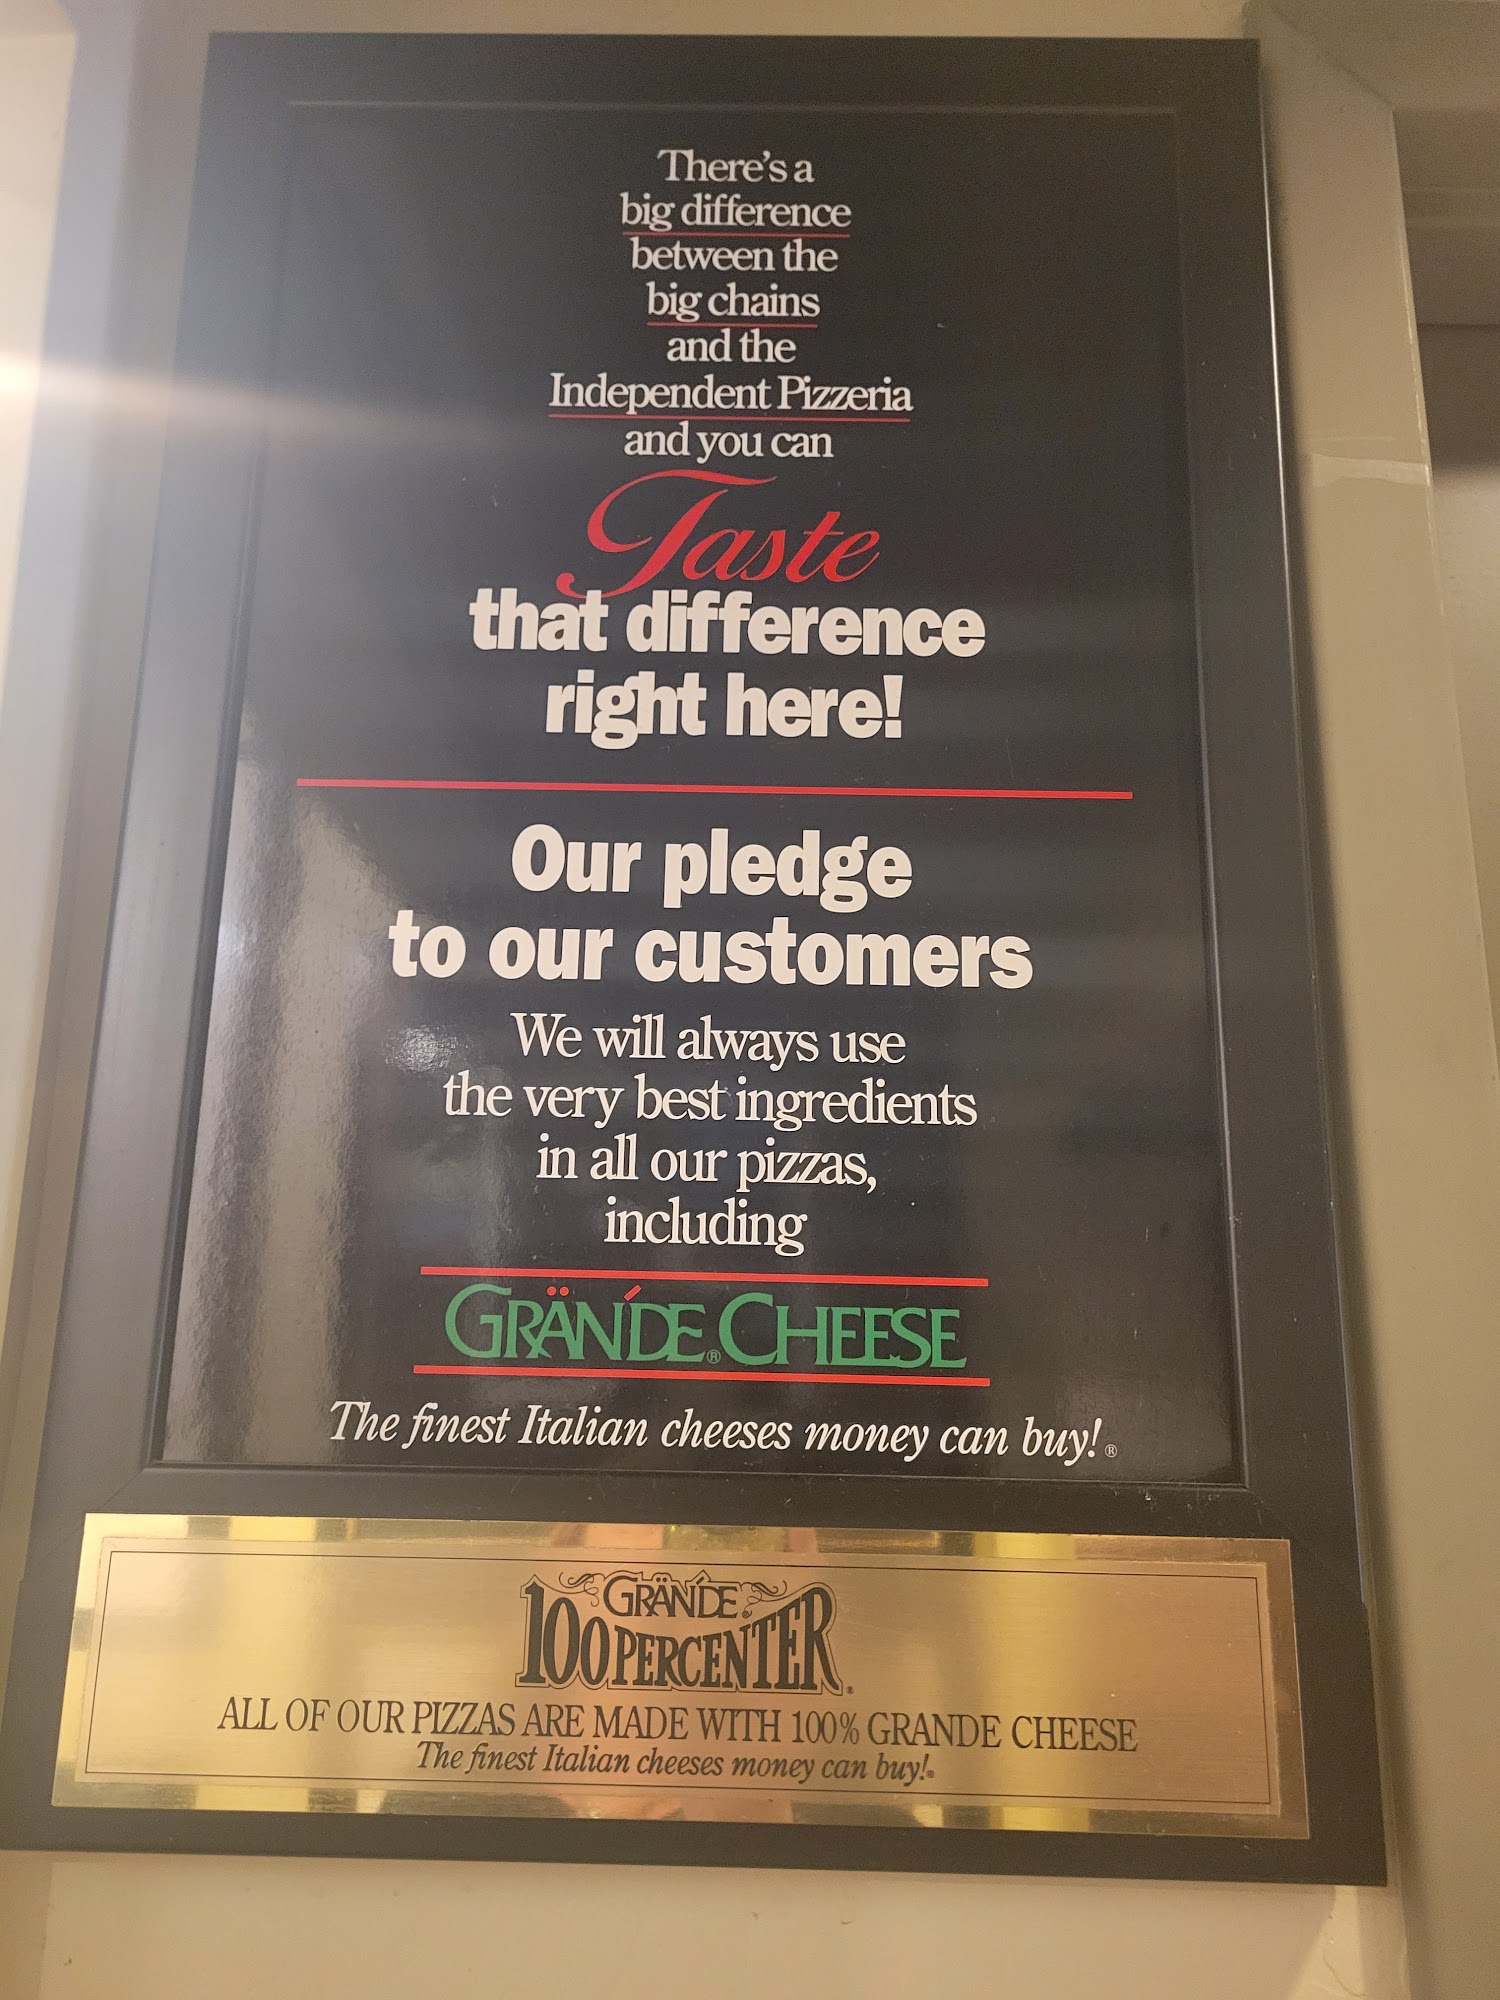 There's a
big difference
between the
big chains
and the
Independent Pizzeria
and you can
Taste
that difference
right here!
Our pledge
to our customers
We will always use
the very best ingredients
in all our pizzas,
including
GRÄNDÉ® CHEESE
The finest Italian cheeses money can buy!®
GRÄNDÉ®
100 PERCENTER®
ALL OF OUR PIZZAS ARE MADE WITH 100% GRANDE CHEESE
The finest Italian cheeses money can buy!®